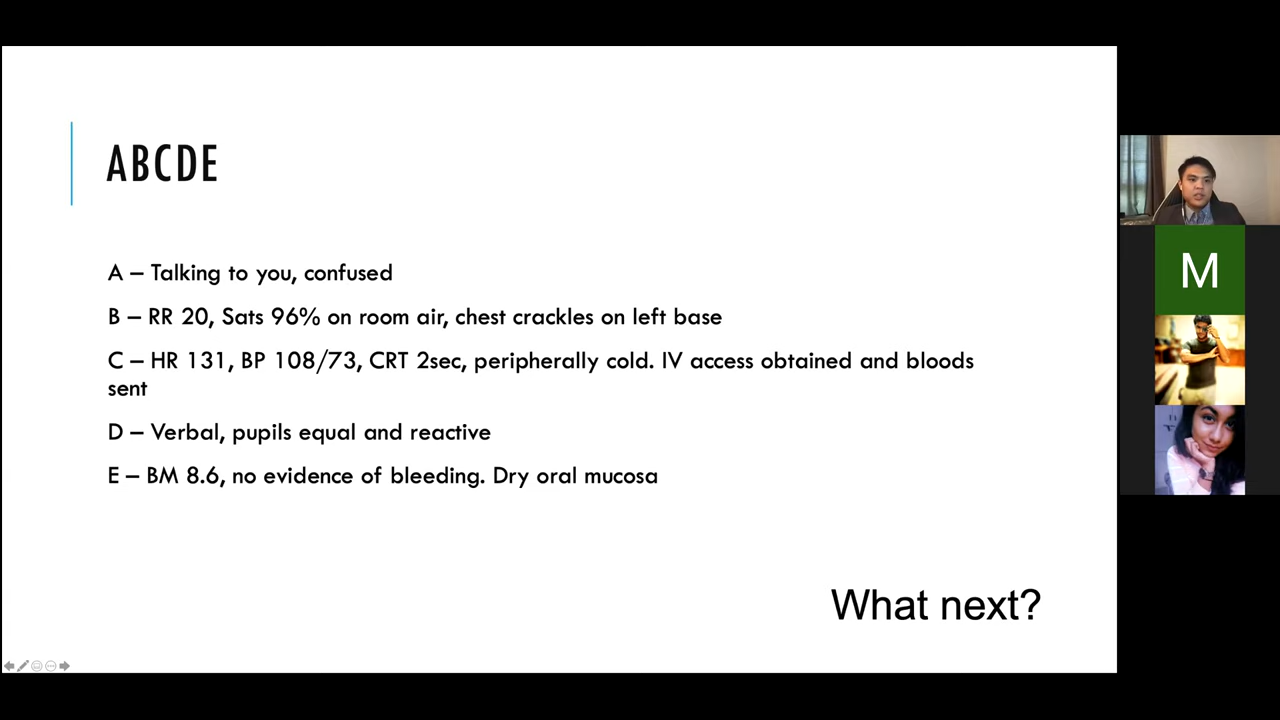 ABCDE
A – Talking to you, confused
B – RR 20, Sats 96% on room air, chest crackles on left base
C – HR 131, BP 108/73, CRT 2sec, peripherally cold. IV access obtained and bloods
sent
D – Verbal, pupils equal and reactive
E – BM 8.6, no evidence of bleeding. Dry oral mucosa
What next?
M